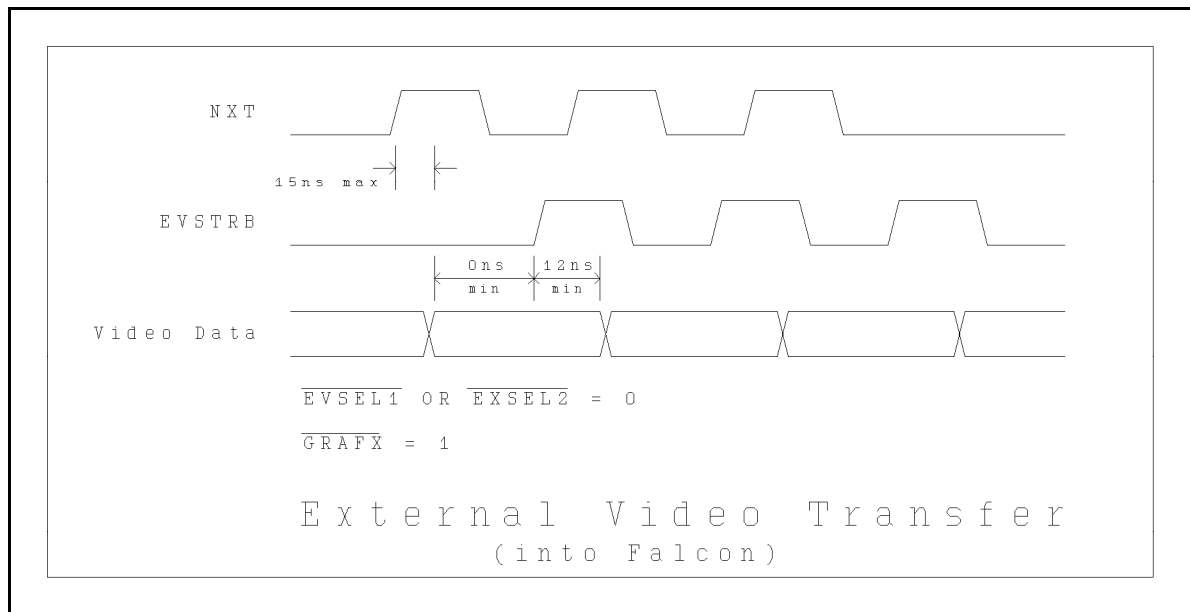 NXT
15ns max
EVSTRB
0ns 12ns
min min
Video Data
EVSEL1 OR EXSEL2 = 0
GRAFX = 1
External Video Transfer
(into Falcon)